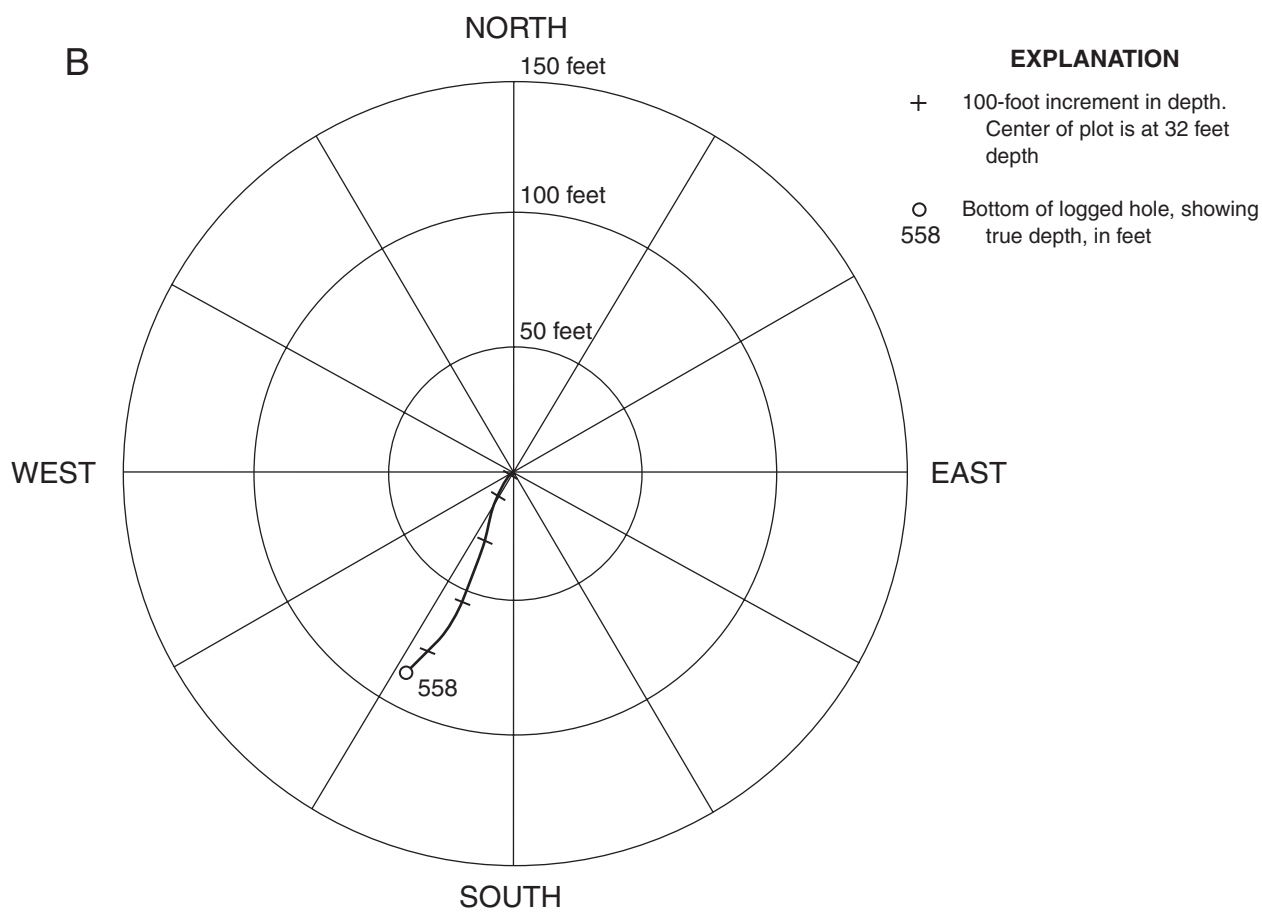 B
NORTH
150 feet
100 feet
50 feet
WEST
EAST
558
SOUTH
EXPLANATION
100-foot increment in depth.
Center of plot is at 32 feet
depth
Bottom of logged hole, showing
558
true depth, in feet